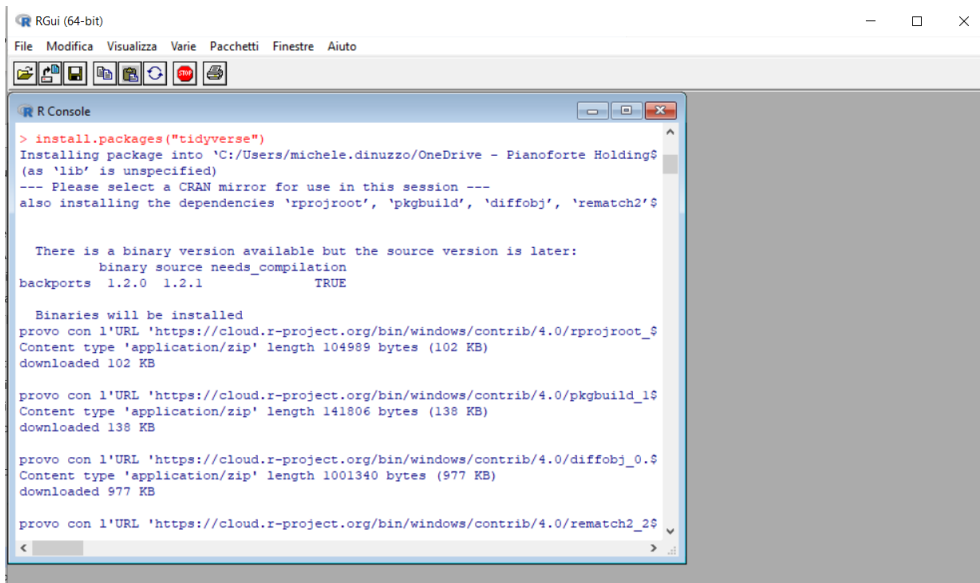 RGui (64-bit)
File Modifica Visualizza Varie Pacchetti Finestre Aiuto
STOP
R Console
> install.packages("tidyverse")
Installing package into ‘C:/Users/michele.dinuzzo/OneDrive - Pianoforte Holding$
(as ‘lib’ is unspecified)
--- Please select a CRAN mirror for use in this session ---
also installing the dependencies ‘rprojroot’, ‘pkgbuild’, ‘diffobj’, ‘rematch2’$
There is a binary version available but the source version is later:
binary source needs_compilation
backports 1.2.0 1.2.1 TRUE
Binaries will be installed
provo con l'URL 'https://cloud.r-project.org/bin/windows/contrib/4.0/rprojroot_$
Content type 'application/zip' length 104989 bytes (102 KB)
downloaded 102 KB
provo con l'URL 'https://cloud.r-project.org/bin/windows/contrib/4.0/pkgbuild_1$
Content type 'application/zip' length 141806 bytes (138 KB)
downloaded 138 KB
provo con l'URL 'https://cloud.r-project.org/bin/windows/contrib/4.0/diffobj_0.$
Content type 'application/zip' length 1001340 bytes (977 KB)
downloaded 977 KB
provo con l'URL 'https://cloud.r-project.org/bin/windows/contrib/4.0/rematch2_2$